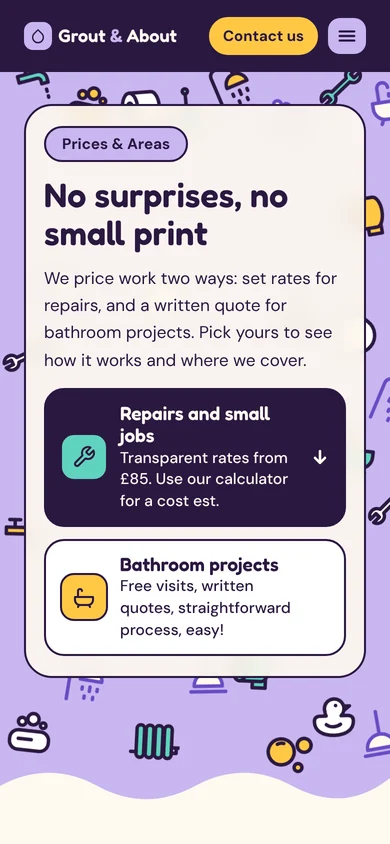 Grout & About
Contact us
Prices & Areas
No surprises, no
small print
We price work two ways: set rates for
repairs, and a written quote for
bathroom projects. Pick yours to see
how it works and where we cover.
Repairs and small
jobs
Transparent rates from
£85. Use our calculator
for a cost est.
Bathroom projects
Free visits, written
quotes, straightforward
process, easy!